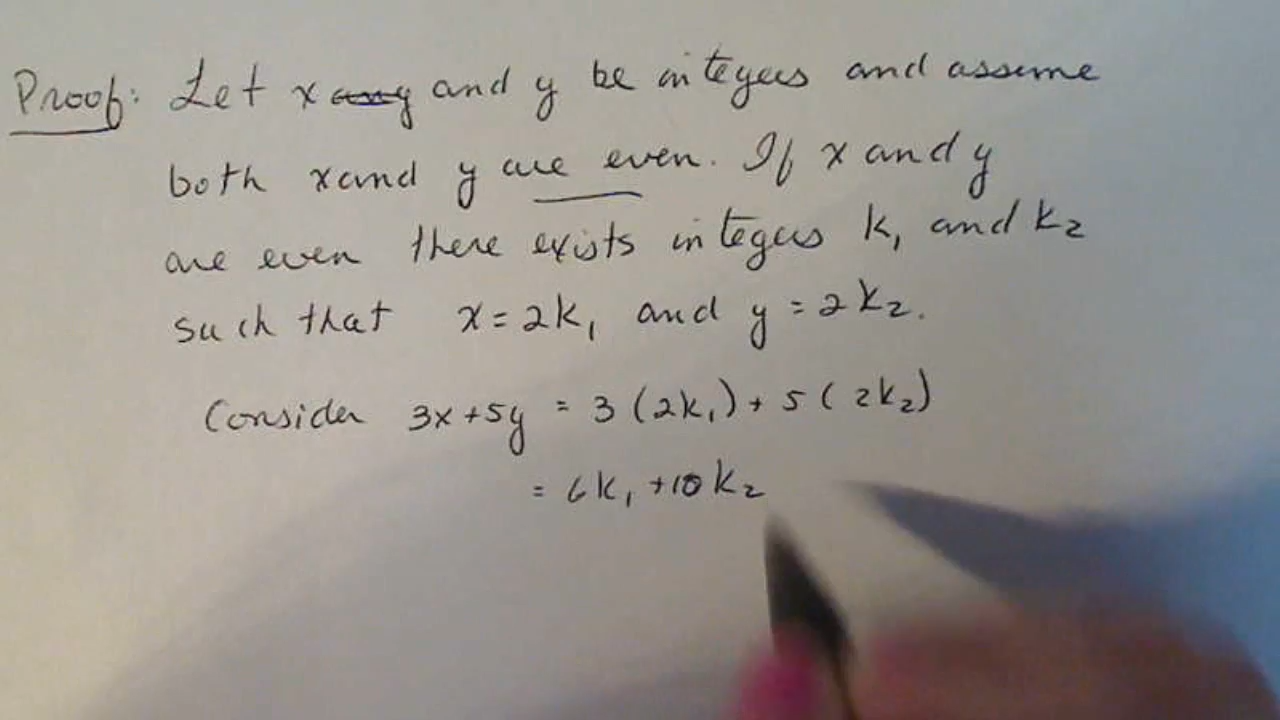 Proof: Let x any and y be integers and assume
both x and y are even. If x and y
are even there exists integers k₁ and k₂
such that x = 2k₁ and y = 2k₂.
Consider 3x+5y = 3(2k₁) + 5(2k₂)
= 6k₁ + 10k₂